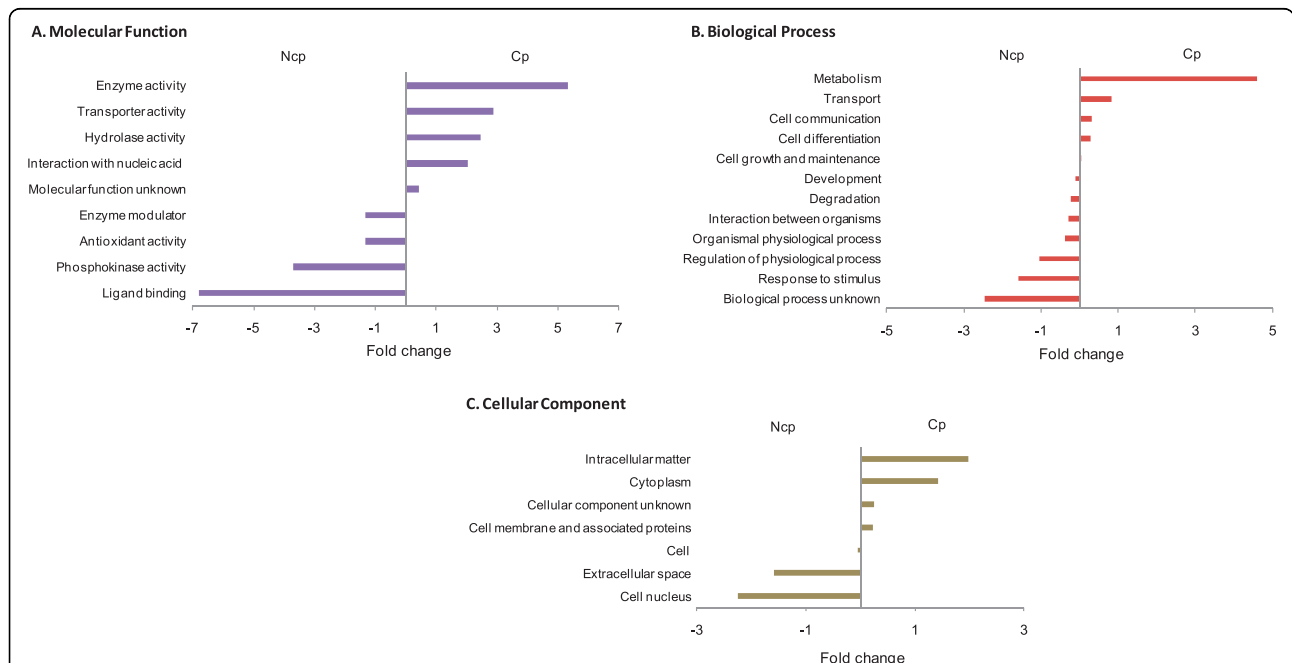 A. Molecular Function
Ncp Cp
Enzyme activity
Transporter activity
Hydrolase activity
Interaction with nucleic acid
Molecular function unknown
Enzyme modulator
Antioxidant activity
Phosphokinase activity
Ligand binding
-7 -5 -3 -1 1 3 5 7
Fold change
B. Biological Process
Ncp Cp
Metabolism
Transport
Cell communication
Cell differentiation
Cell growth and maintenance
Development
Degradation
Interaction between organisms
Organismal physiological process
Regulation of physiological process
Response to stimulus
Biological process unknown
-5 -3 -1 1 3 5
Fold change
C. Cellular Component
Ncp Cp
Intracellular matter
Cytoplasm
Cellular component unknown
Cell membrane and associated proteins
Cell
Extracellular space
Cell nucleus
-3 -1 1 3
Fold change